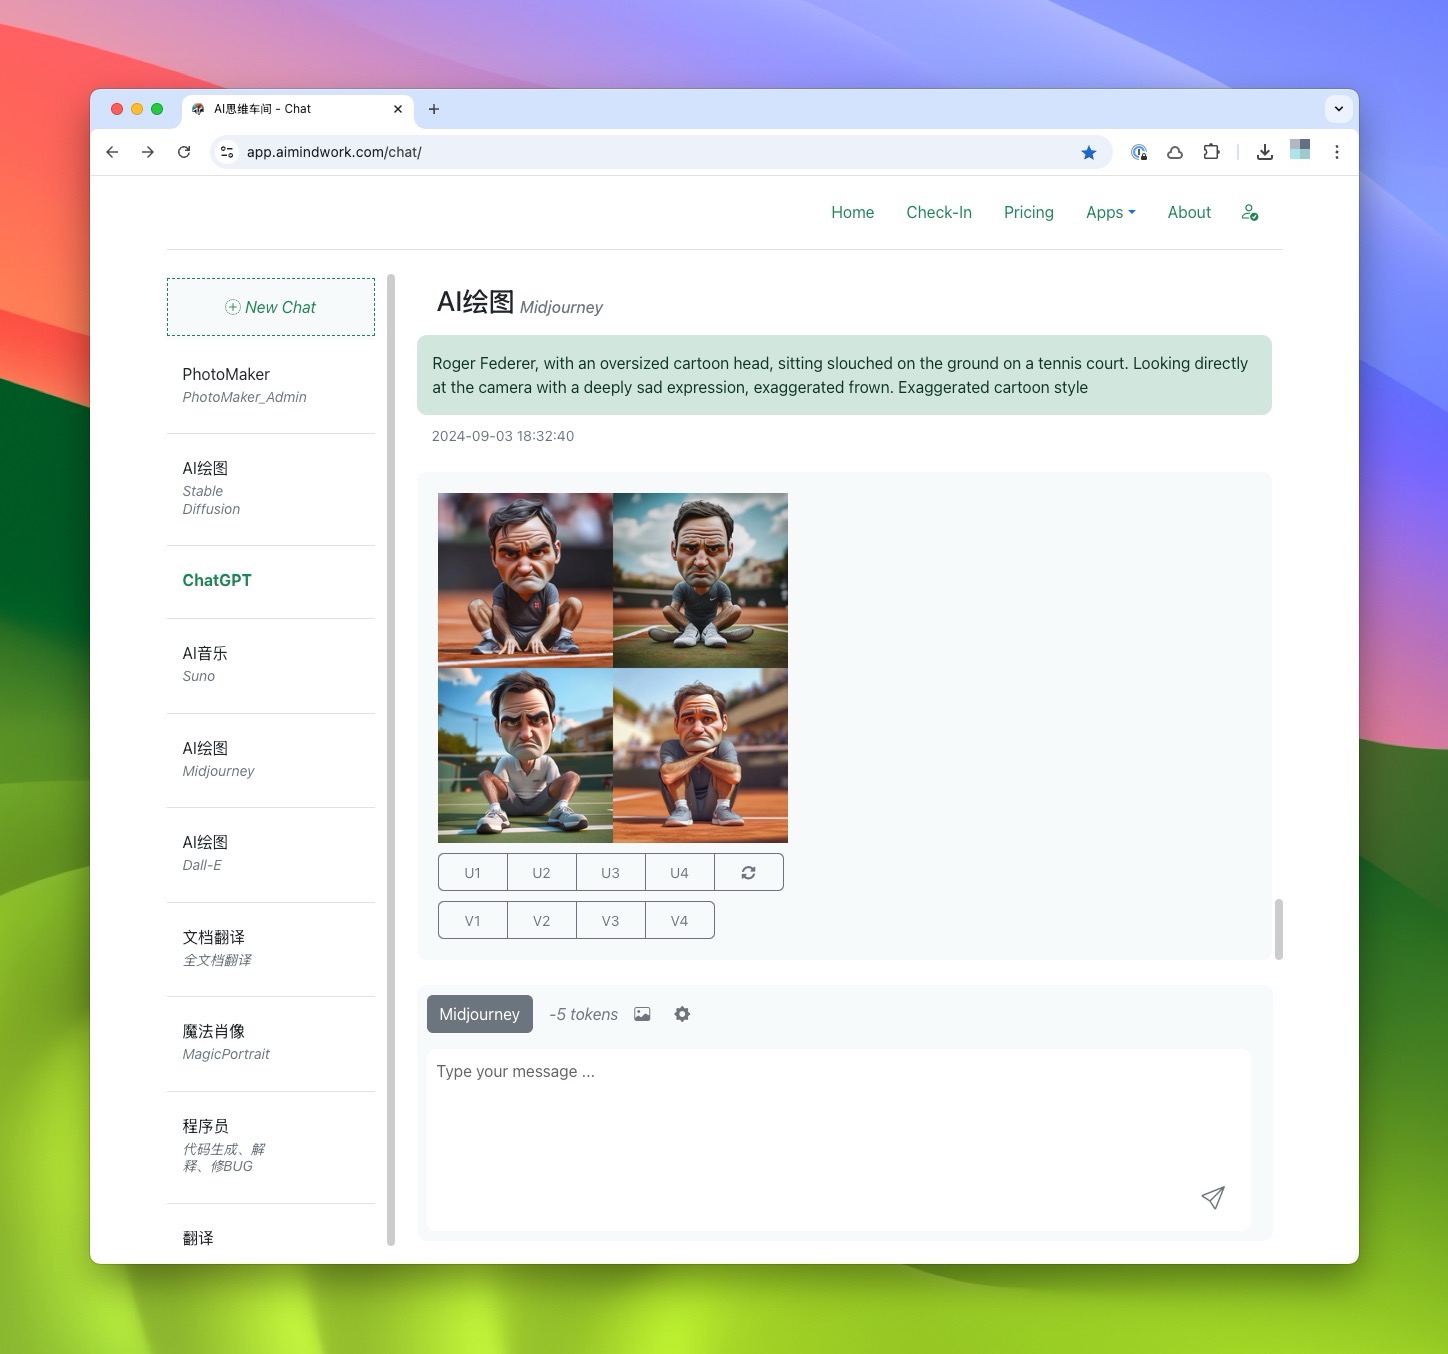 AI思维车间 - Chat
app.aimindwork.com/chat/
Home
Check-In
Pricing
Apps
About
New Chat
PhotoMaker
PhotoMaker_Admin
AI绘图
Stable
Diffusion
ChatGPT
AI音乐
Suno
AI绘图
Midjourney
AI绘图
Dall-E
文档翻译
全文档翻译
魔法肖像
MagicPortrait
程序员
代码生成、解
释、修BUG
翻译
AI绘图 Midjourney
Roger Federer, with an oversized cartoon head, sitting slouched on the ground on a tennis court. Looking directly
at the camera with a deeply sad expression, exaggerated frown. Exaggerated cartoon style
2024-09-03 18:32:40
U1
U2
U3
U4
V1
V2
V3
V4
Midjourney
-5 tokens
Type your message ...